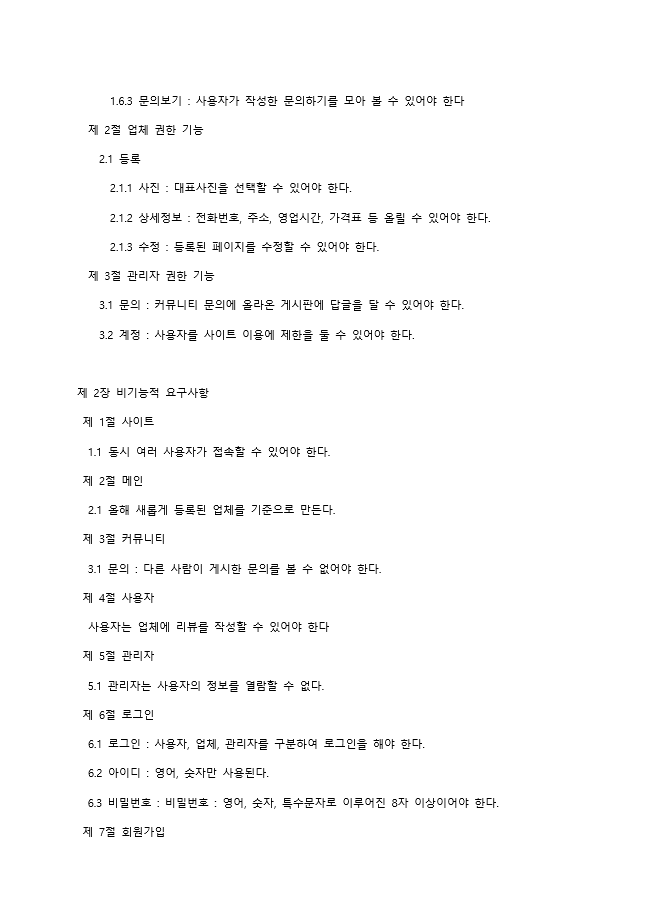 1.6.3 문의보기 : 사용자가 작성한 문의하기를 모아 볼 수 있어야 한다
제 2절 업체 권한 기능
2.1 등록
2.1.1 사진 : 대표사진을 선택할 수 있어야 한다.
2.1.2 상세정보 : 전화번호, 주소, 영업시간, 가격표 등 올릴 수 있어야 한다.
2.1.3 수정 : 등록된 페이지를 수정할 수 있어야 한다.
제 3절 관리자 권한 기능
3.1 문의 : 커뮤니티 문의에 올라온 게시판에 답글을 달 수 있어야 한다.
3.2 계정 : 사용자를 사이트 이용에 제한을 둘 수 있어야 한다.
제 2장 비기능적 요구사항
제 1절 사이트
1.1 동시 여러 사용자가 접속할 수 있어야 한다.
제 2절 메인
2.1 올해 새롭게 등록된 업체를 기준으로 만든다.
제 3절 커뮤니티
3.1 문의 : 다른 사람이 게시한 문의를 볼 수 없어야 한다.
제 4절 사용자
사용자는 업체에 리뷰를 작성할 수 있어야 한다
제 5절 관리자
5.1 관리자는 사용자의 정보를 열람할 수 없다.
제 6절 로그인
6.1 로그인 : 사용자, 업체, 관리자를 구분하여 로그인을 해야 한다.
6.2 아이디 : 영어, 숫자만 사용된다.
6.3 비밀번호 : 비밀번호 : 영어, 숫자, 특수문자로 이루어진 8자 이상이어야 한다.
제 7절 회원가입